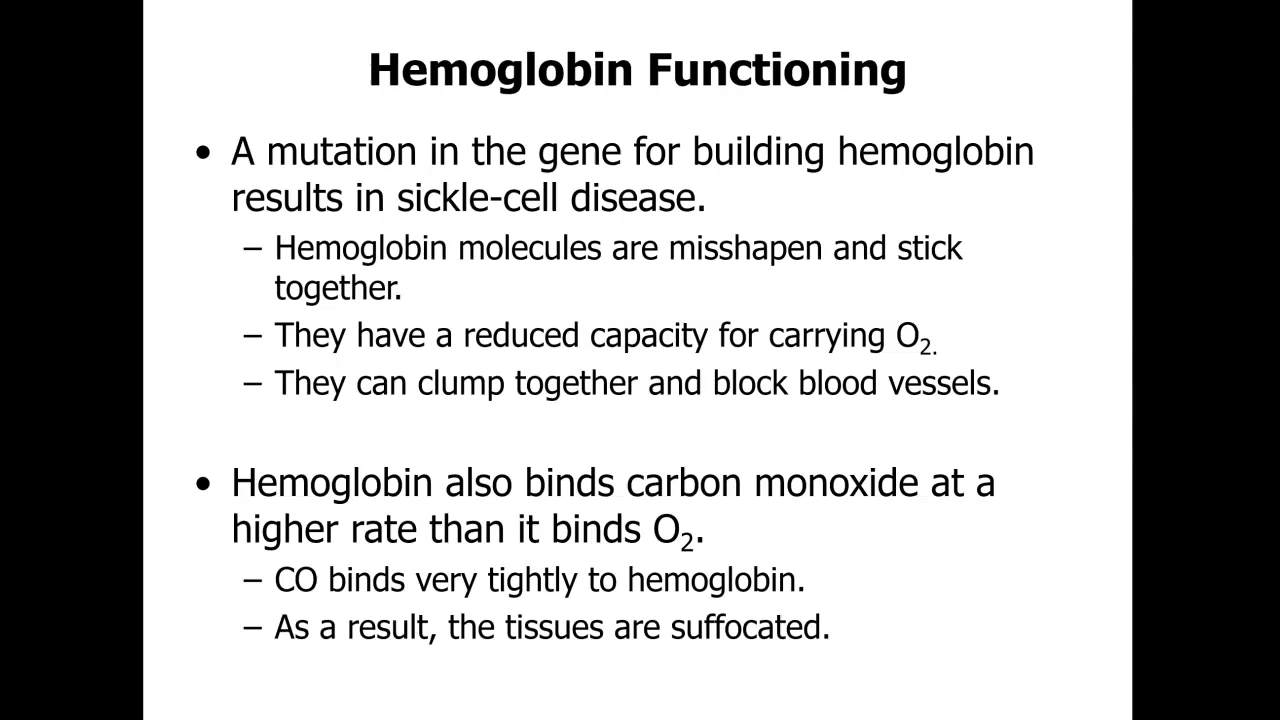 Hemoglobin Functioning
• A mutation in the gene for building hemoglobin
results in sickle-cell disease.
– Hemoglobin molecules are misshapen and stick
together.
– They have a reduced capacity for carrying O₂.
– They can clump together and block blood vessels.
• Hemoglobin also binds carbon monoxide at a
higher rate than it binds O₂.
– CO binds very tightly to hemoglobin.
– As a result, the tissues are suffocated.